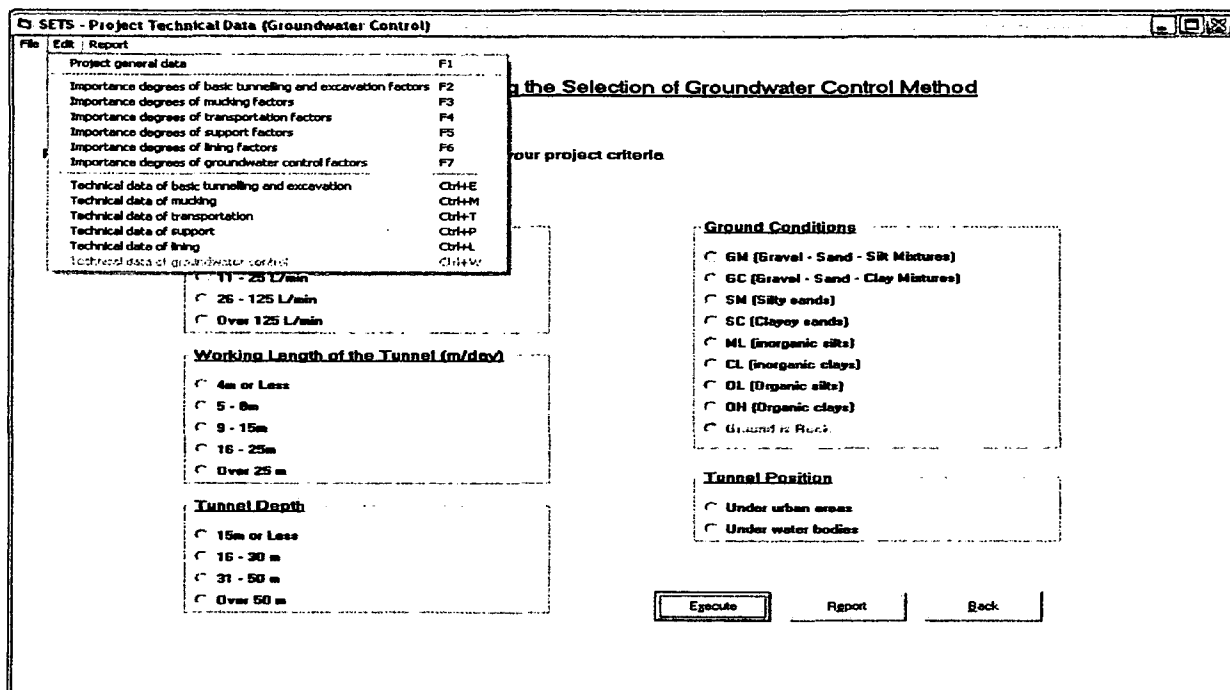 SETS - Project Technical Data (Groundwater Control)
File Edit Report
Project general data F1
Importance degrees of basic tunnelling and excavation factors F2
Importance degrees of mucking factors F3
Importance degrees of transportation factors F4
Importance degrees of support factors F5
Importance degrees of lining factors F6
Importance degrees of groundwater control factors F7
Technical data of basic tunnelling and excavation Ctrl+E
Technical data of mucking Ctrl+M
Technical data of transportation Ctrl+T
Technical data of support Ctrl+P
Technical data of lining Ctrl+L
Technical data of groundwater control Ctrl+W
g the Selection of Groundwater Control Method
your project criteria
11 - 25 L/min
26 - 125 L/min
Over 125 L/min
Working Length of the Tunnel (m/day)
4m or Less
5 - 8m
9 - 15m
16 - 25m
Over 25 m
Tunnel Depth
15m or Less
16 - 30 m
31 - 50 m
Over 50 m
Ground Conditions
GM (Gravel - Sand - Silt Mixtures)
GC (Gravel - Sand - Clay Mixtures)
SM (Silty sands)
SC (Clayey sands)
ML (inorganic silts)
CL (inorganic clays)
OL (Organic silts)
OH (Organic clays)
Ground is Rock
Tunnel Position
Under urban areas
Under water bodies
Execute Report Back